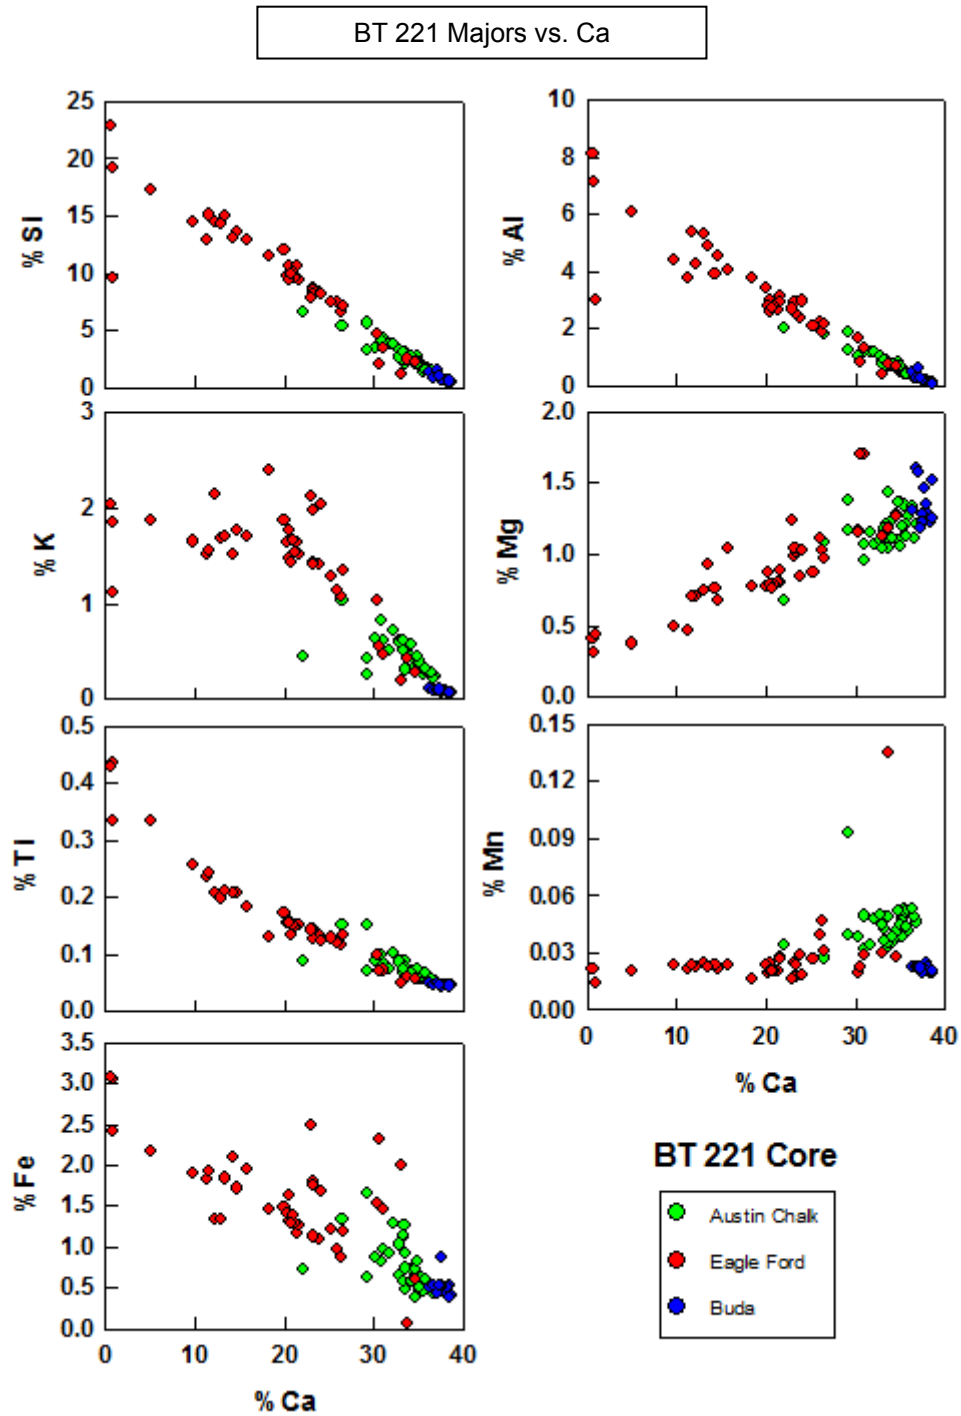 BT 221 Majors vs. Ca
25
20
15
10
5
0
% SI
10
8
6
4
2
0
% Al
3
2
1
0
% K
2.0
1.5
1.0
0.5
0.0
% Mg
0.5
0.4
0.3
0.2
0.1
0.0
% TI
0.15
0.12
0.09
0.06
0.03
0.00
% Mn
0 10 20 30 40
% Ca
3.5
3.0
2.5
2.0
1.5
1.0
0.5
0.0
% Fe
0 10 20 30 40
% Ca
BT 221 Core
Austin Chalk
Eagle Ford
Buda